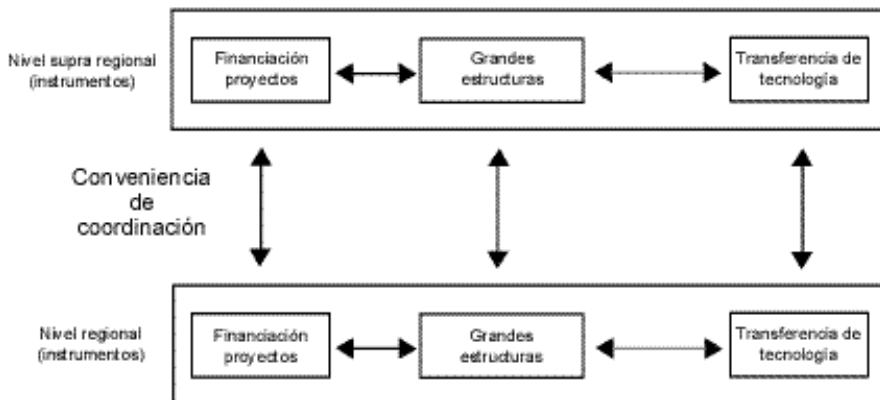 Nivel supra regional
(instrumentos)
Financiación
proyectos
Grandes
estructuras
Transferencia de
tecnología
Conveniencia
de
coordinación
Nivel regional
(instrumentos)
Financiación
proyectos
Grandes
estructuras
Transferencia de
tecnología